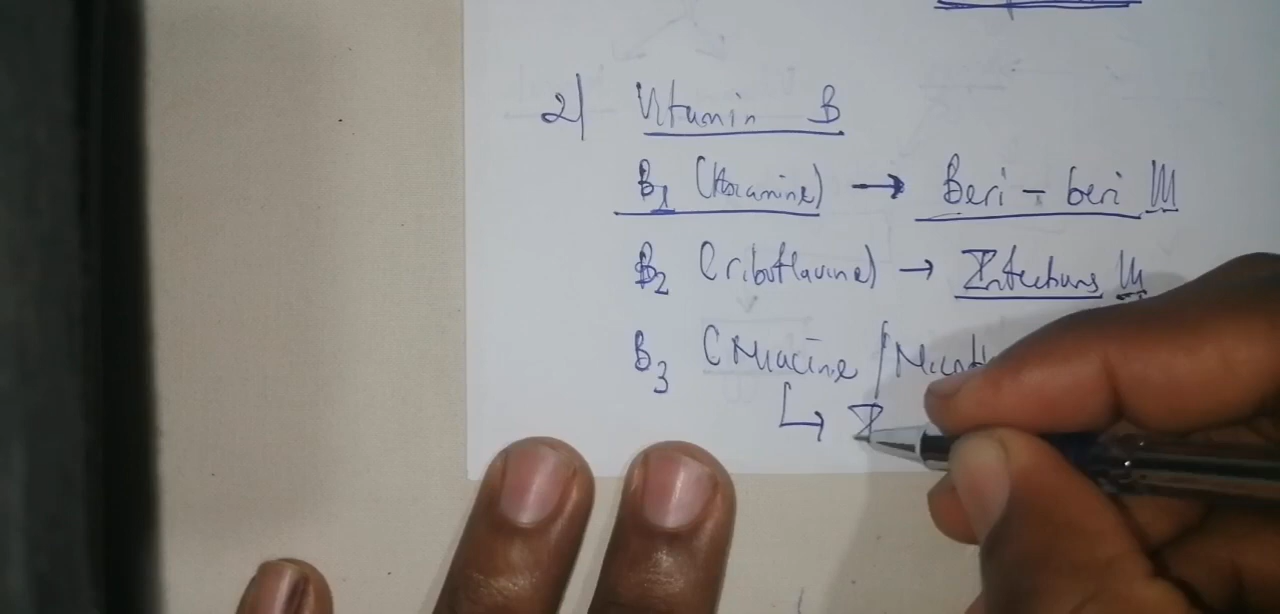 2) Vitamin B
B1 (thiamine) → Beri - beri
B2 (riboflavine) → Infections
B3 (Niacine /
↳ I